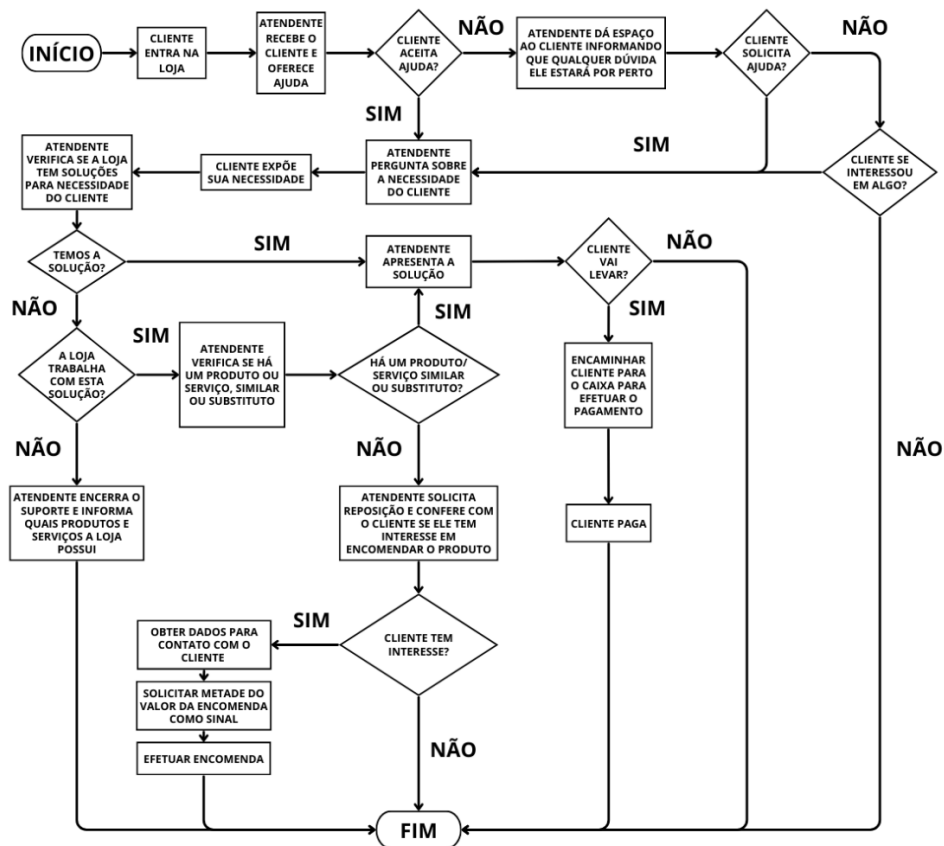 INÍCIO
CLIENTE
ENTRA NA
LOJA
ATENDENTE
RECEBE O
CLIENTE E
OFERECE
AJUDA
CLIENTE
ACEITA
AJUDA?
NÃO
ATENDENTE DÁ ESPAÇO
AO CLIENTE INFORMANDO
QUE QUALQUER DÚVIDA
ELE ESTARÁ POR PERTO
CLIENTE
SOLICITA
AJUDA?
NÃO
SIM
SIM
CLIENTE SE
INTERESSOU
EM ALGO?
ATENDENTE
PERGUNTA SOBRE
A NECESSIDADE
DO CLIENTE
CLIENTE EXPÕE
SUA NECESSIDADE
ATENDENTE
VERIFICA SE A LOJA
TEM SOLUÇÕES
PARA NECESSIDADE
DO CLIENTE
TEMOS A
SOLUÇÃO?
SIM
ATENDENTE
APRESENTA A
SOLUÇÃO
CLIENTE
VAI
LEVAR?
NÃO
NÃO
SIM
SIM
SIM
A LOJA
TRABALHA
COM ESTA
SOLUÇÃO?
ATENDENTE
VERIFICA SE HÁ
UM PRODUTO OU
SERVIÇO, SIMILAR
OU SUBSTITUTO
HÁ UM PRODUTO/
SERVIÇO SIMILAR
OU SUBSTITUTO?
ENCAMINHAR
CLIENTE PARA
O CAIXA PARA
EFETUAR O
PAGAMENTO
NÃO
NÃO
NÃO
ATENDENTE ENCERRA O
SUPORTE E INFORMA
QUAIS PRODUTOS E
SERVIÇOS A LOJA
POSSUI
ATENDENTE SOLICITA
REPOSIÇÃO E CONFERE COM
O CLIENTE SE ELE TEM
INTERESSE EM
ENCOMENDAR O PRODUTO
CLIENTE PAGA
SIM
CLIENTE TEM
INTERESSE?
OBTER DADOS PARA
CONTATO COM O
CLIENTE
SOLICITAR METADE DO
VALOR DA ENCOMENDA
COMO SINAL
EFETUAR ENCOMENDA
NÃO
FIM